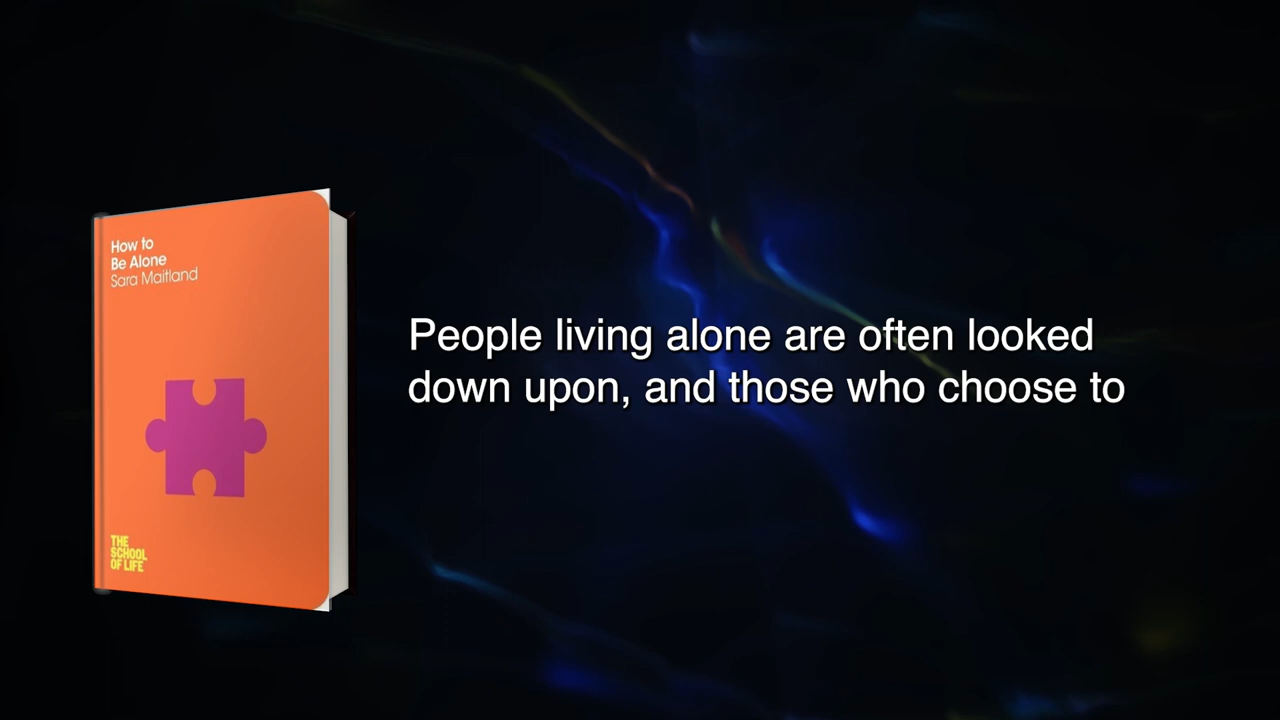 How to
Be Alone
Sara Maitland
THE
SCHOOL
OF LIFE
People living alone are often looked
down upon, and those who choose to